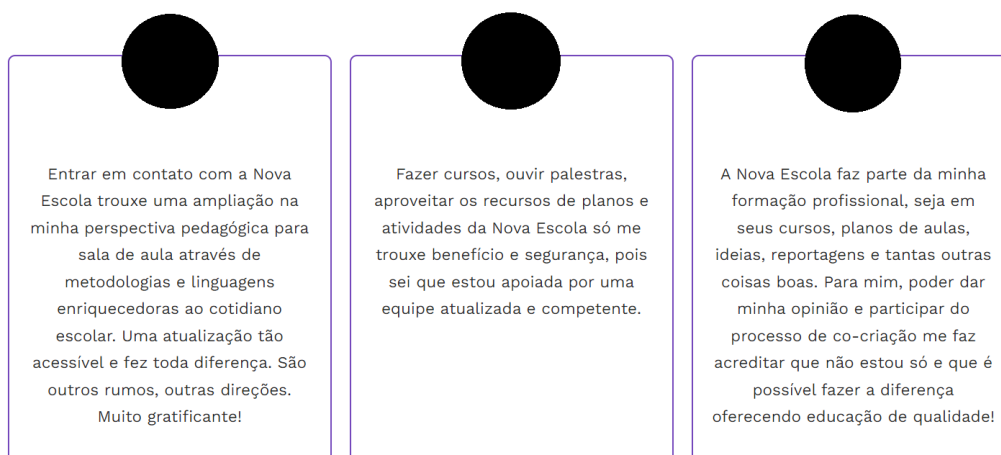 Entrar em contato com a Nova
Escola trouxe uma ampliação na
minha perspectiva pedagógica para
sala de aula através de
metodologias e linguagens
enriquecedoras ao cotidiano
escolar. Uma atualização tão
acessível e fez toda diferença. São
outros rumos, outras direções.
Muito gratificante!
Fazer cursos, ouvir palestras,
aproveitar os recursos de planos e
atividades da Nova Escola só me
trouxe benefício e segurança, pois
sei que estou apoiada por uma
equipe atualizada e competente.
A Nova Escola faz parte da minha
formação profissional, seja em
seus cursos, planos de aulas,
ideias, reportagens e tantas outras
coisas boas. Para mim, poder dar
minha opinião e participar do
processo de co-criação me faz
acreditar que não estou só e que é
possível fazer a diferença
oferecendo educação de qualidade!